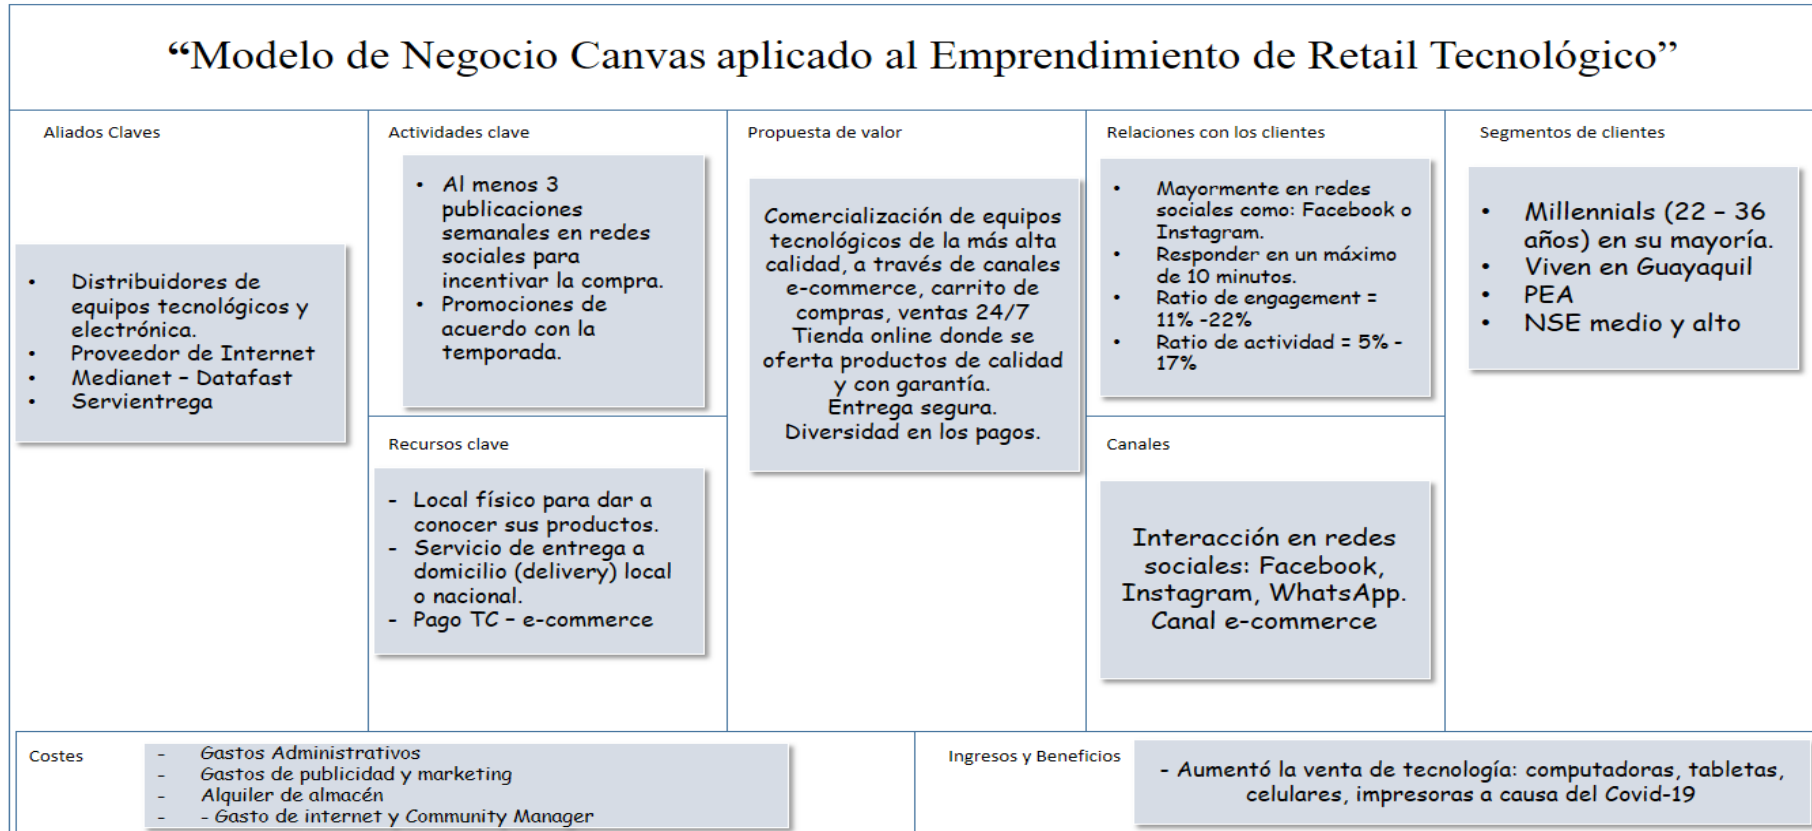 “Modelo de Negocio Canvas aplicado al Emprendimiento de Retail Tecnológico”
Aliados Claves
• Distribuidores de
equipos tecnológicos y
electrónica.
• Proveedor de Internet
• Medianet – Datafast
• Servientrega
Actividades clave
• Al menos 3
publicaciones
semanales en redes
sociales para
incentivar la compra.
• Promociones de
acuerdo con la
temporada.
Recursos clave
- Local físico para dar a
conocer sus productos.
- Servicio de entrega a
domicilio (delivery) local
o nacional.
- Pago TC – e-commerce
Propuesta de valor
Comercialización de equipos
tecnológicos de la más alta
calidad, a través de canales
e-commerce, carrito de
compras, ventas 24/7
Tienda online donde se
oferta productos de calidad
y con garantía.
Entrega segura.
Diversidad en los pagos.
Relaciones con los clientes
• Mayormente en redes
sociales como: Facebook o
Instagram.
• Responder en un máximo
de 10 minutos.
• Ratio de engagement =
11% -22%
• Ratio de actividad = 5% -
17%
Canales
Interacción en redes
sociales: Facebook,
Instagram, WhatsApp.
Canal e-commerce
Segmentos de clientes
• Millennials (22 – 36
años) en su mayoría.
• Viven en Guayaquil
• PEA
• NSE medio y alto
Costes
- Gastos Administrativos
- Gastos de publicidad y marketing
- Alquiler de almacén
- - Gasto de internet y Community Manager
Ingresos y Beneficios
- Aumentó la venta de tecnología: computadoras, tabletas,
celulares, impresoras a causa del Covid-19